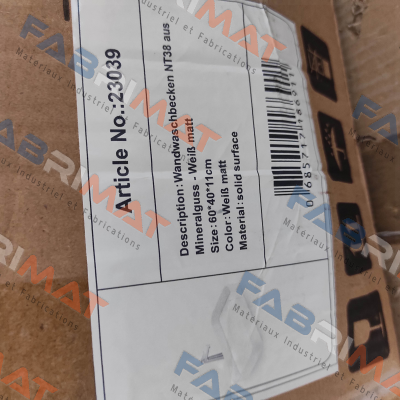 Article No.:23039
Description:Wandwaschbecken NT38 aus
Mineralguss - Weiß matt
Size:60*40*11cm
Color:Weiß matt
Material:solid surface
FABRIMAT
Materiaux Industriel et Fabrications